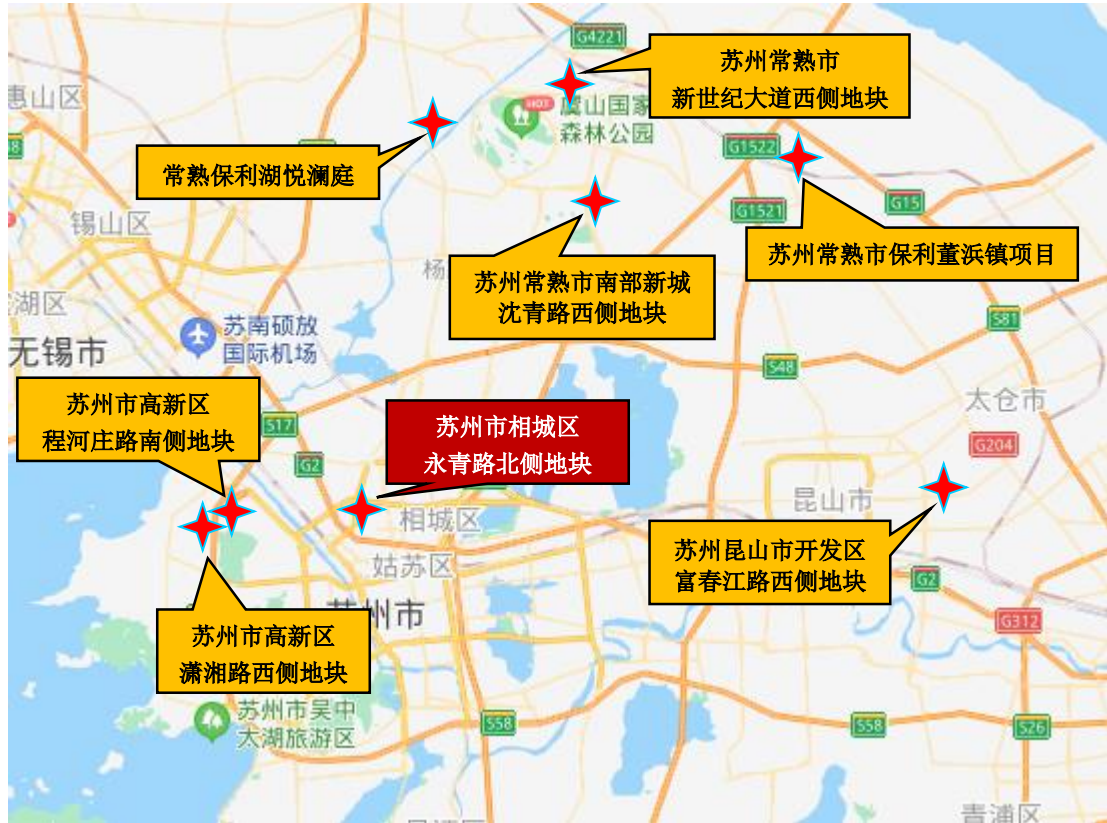 G4221
苏州常熟市
新世纪大道西侧地块
惠山区
HOT
虞山国家
森林公园
G1522
常熟保利湖悦澜庭
G15
G1521
锡山区
苏州常熟市保利董浜镇项目
杨
苏州常熟市南部新城
沈青路西侧地块
湖区
苏南硕放
国际机场
S81
无锡市
S48
苏州市高新区
程河庄路南侧地块
太仓市
S17
苏州市相城区
永青路北侧地块
G204
G2
昆山市
相城区
姑苏区
苏州昆山市开发区
富春江路西侧地块
G2
苏州市
G312
苏州市高新区
潇湘路西侧地块
苏州市吴中
太湖旅游区
S58
S58
S26
青浦区